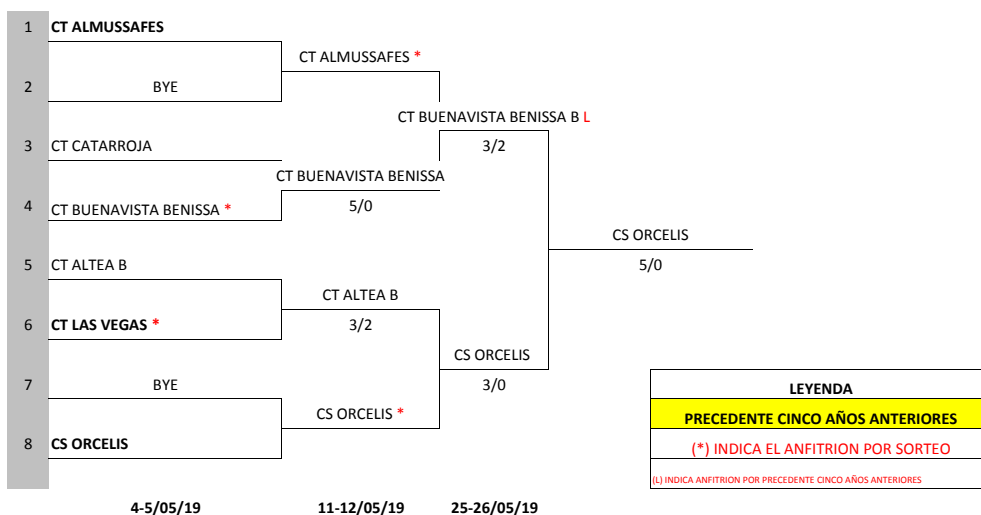 1 CT ALMUSSAFES
CT ALMUSSAFES *
2 BYE
CT BUENAVISTA BENISSA B L
3 CT CATARROJA 3/2
CT BUENAVISTA BENISSA
4 CT BUENAVISTA BENISSA * 5/0
CS ORCELIS
5 CT ALTEA B 5/0
CT ALTEA B
6 CT LAS VEGAS * 3/2
CS ORCELIS
7 BYE 3/0
CS ORCELIS *
8 CS ORCELIS
LEYENDA
PRECEDENTE CINCO AÑOS ANTERIORES
(*) INDICA EL ANFITRION POR SORTEO
(L) INDICA ANFITRION POR PRECEDENTE CINCO AÑOS ANTERIORES
4-5/05/19 11-12/05/19 25-26/05/19